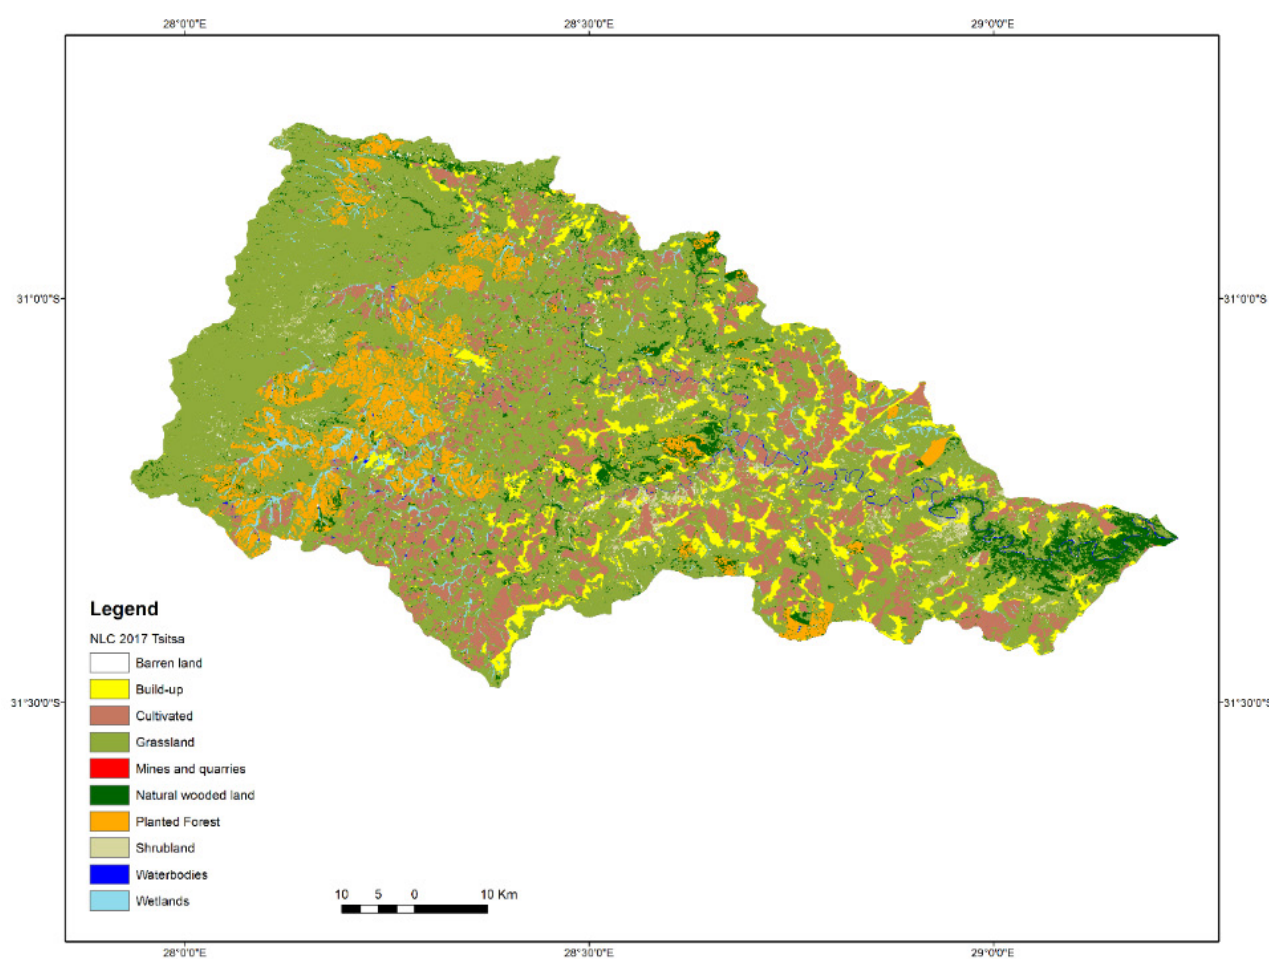 28°0'0"E 28°30'0"E 29°0'0"E
31°0'0"S 31°0'0"S
Legend
NLC 2017 Tsitsa
Barren land
Build-up
Cultivated
31°30'0"S 31°30'0"S
Grassland
Mines and quarries
Natural wooded land
Planted Forest
Shrubland
Waterbodies
Wetlands
10 5 0 10 Km
28°0'0"E 28°30'0"E 29°0'0"E